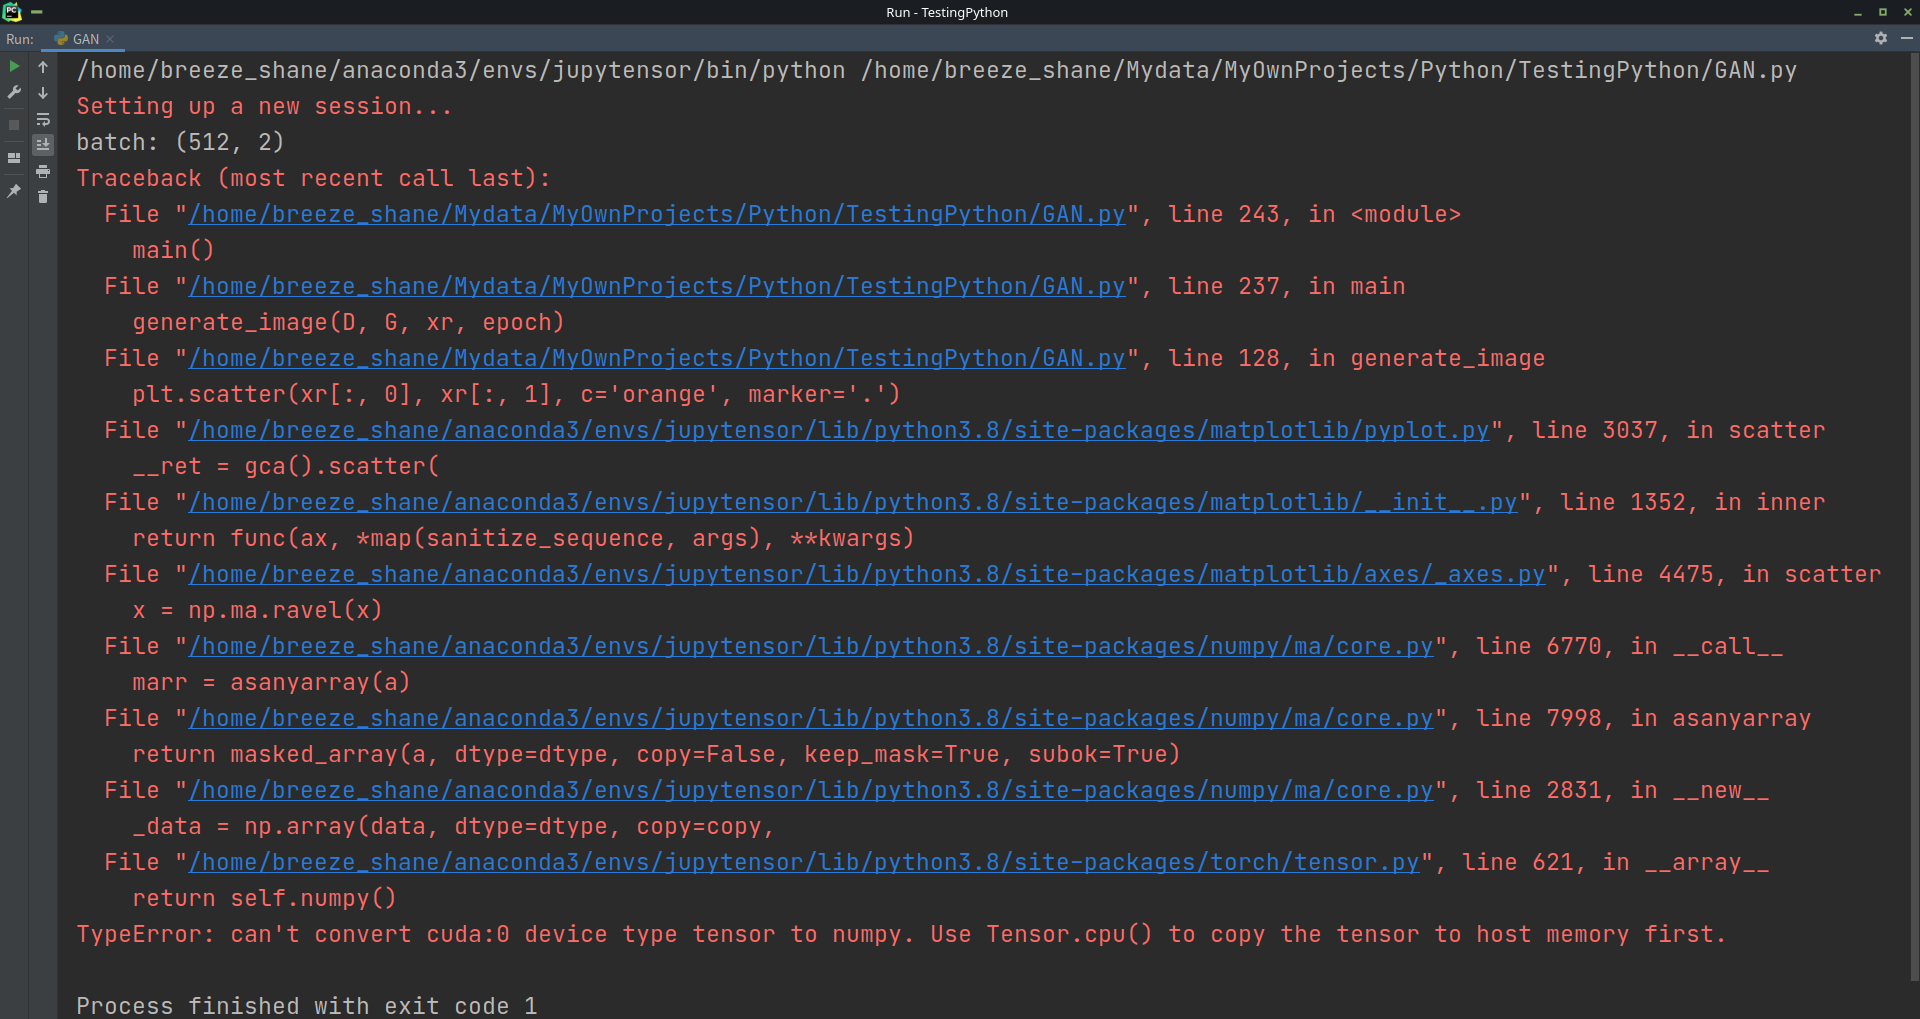 Run - TestingPython
Run: GAN
/home/breeze_shane/anaconda3/envs/jupytensor/bin/python /home/breeze_shane/Mydata/MyOwnProjects/Python/TestingPython/GAN.py
Setting up a new session...
batch: (512, 2)
Traceback (most recent call last):
  File "/home/breeze_shane/Mydata/MyOwnProjects/Python/TestingPython/GAN.py", line 243, in <module>
    main()
  File "/home/breeze_shane/Mydata/MyOwnProjects/Python/TestingPython/GAN.py", line 237, in main
    generate_image(D, G, xr, epoch)
  File "/home/breeze_shane/Mydata/MyOwnProjects/Python/TestingPython/GAN.py", line 128, in generate_image
    plt.scatter(xr[:, 0], xr[:, 1], c='orange', marker='.')
  File "/home/breeze_shane/anaconda3/envs/jupytensor/lib/python3.8/site-packages/matplotlib/pyplot.py", line 3037, in scatter
    __ret = gca().scatter(
  File "/home/breeze_shane/anaconda3/envs/jupytensor/lib/python3.8/site-packages/matplotlib/__init__.py", line 1352, in inner
    return func(ax, *map(sanitize_sequence, args), **kwargs)
  File "/home/breeze_shane/anaconda3/envs/jupytensor/lib/python3.8/site-packages/matplotlib/axes/_axes.py", line 4475, in scatter
    x = np.ma.ravel(x)
  File "/home/breeze_shane/anaconda3/envs/jupytensor/lib/python3.8/site-packages/numpy/ma/core.py", line 6770, in __call__
    marr = asanyarray(a)
  File "/home/breeze_shane/anaconda3/envs/jupytensor/lib/python3.8/site-packages/numpy/ma/core.py", line 7998, in asanyarray
    return masked_array(a, dtype=dtype, copy=False, keep_mask=True, subok=True)
  File "/home/breeze_shane/anaconda3/envs/jupytensor/lib/python3.8/site-packages/numpy/ma/core.py", line 2831, in __new__
    _data = np.array(data, dtype=dtype, copy=copy,
  File "/home/breeze_shane/anaconda3/envs/jupytensor/lib/python3.8/site-packages/torch/tensor.py", line 621, in __array__
    return self.numpy()
TypeError: can't convert cuda:0 device type tensor to numpy. Use Tensor.cpu() to copy the tensor to host memory first.
Process finished with exit code 1